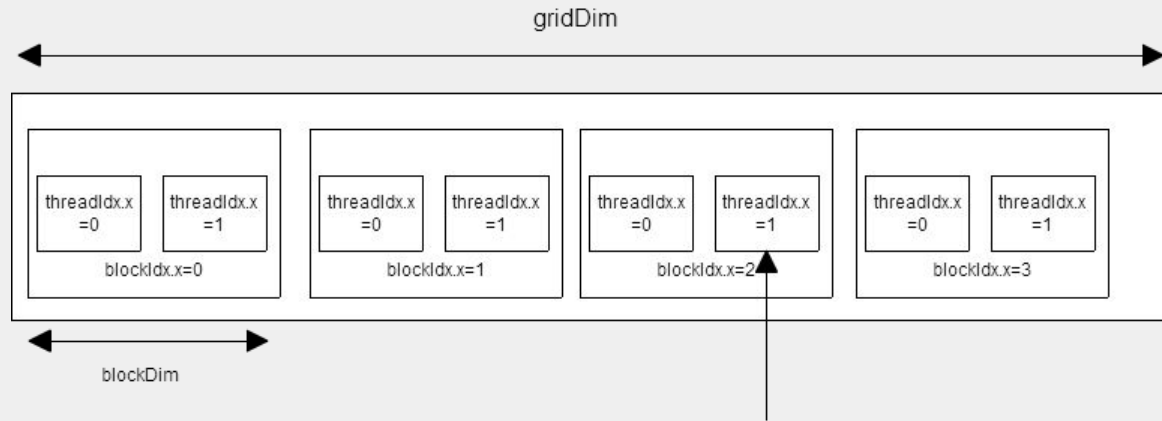 gridDim
threadIdx.x
=0
threadIdx.x
=1
blockIdx.x=0
threadIdx.x
=0
threadIdx.x
=1
blockIdx.x=1
threadIdx.x
=0
threadIdx.x
=1
blockIdx.x=2
threadIdx.x
=0
threadIdx.x
=1
blockIdx.x=3
blockDim